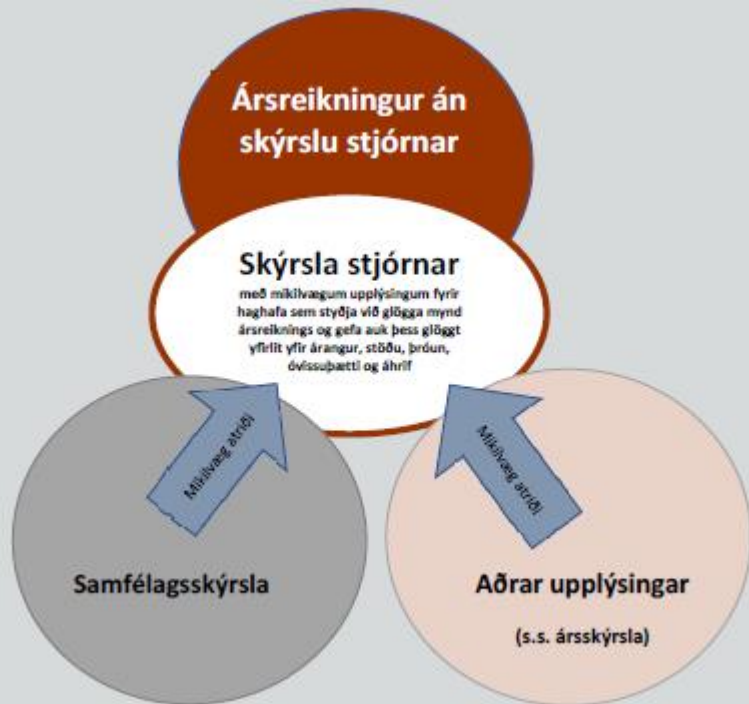 Ársreikningur án
skýrslu stjórnar
Skýrsla stjórnar
með mikilvægum upplýsingum fyrir
haghafa sem styðja við glögga mynd
ársreiknings og gefa auk þess glöggt
yfirlit yfir árangur, stöðu, þróun,
óvissuþætti og áhrif
Mikilvæg atriði
Mikilvæg atriði
Samfélagsskýrsla
Aðrar upplýsingar
(s.s. ársskýrsla)